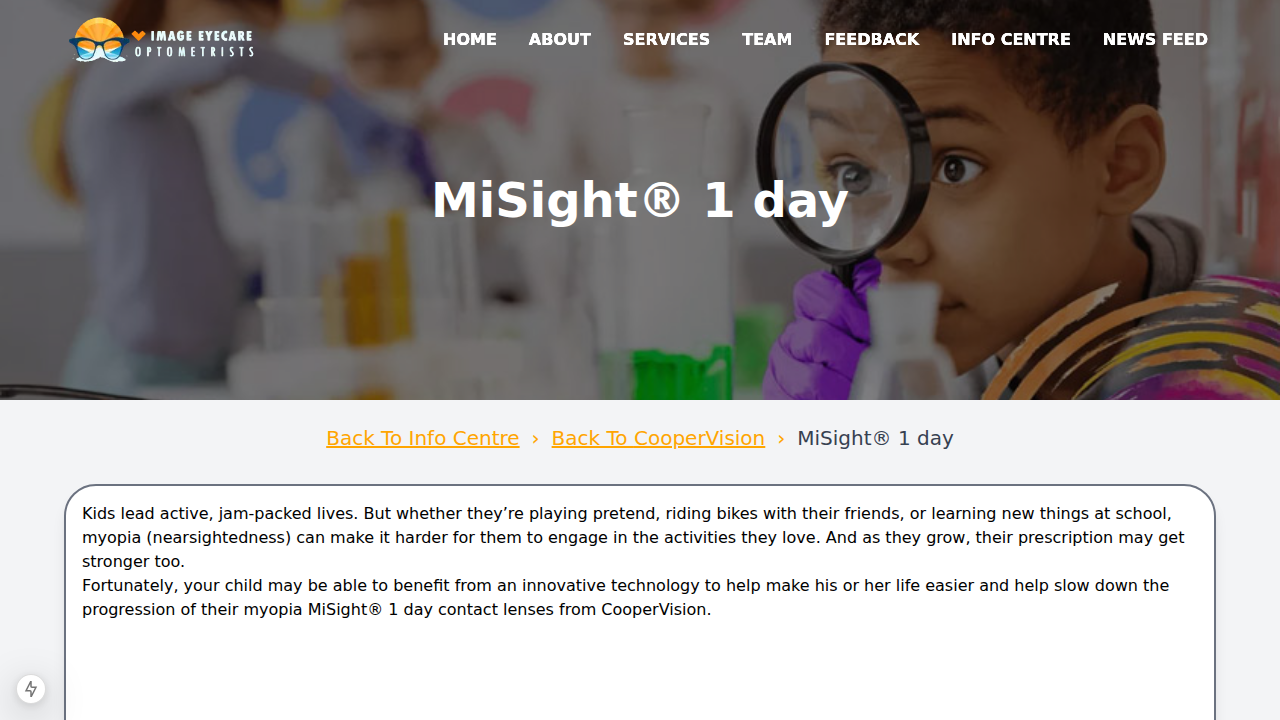 IMAGE EYECARE
OPTOMETRISTS
HOME ABOUT SERVICES TEAM FEEDBACK INFO CENTRE NEWS FEED
MiSight® 1 day
Back To Info Centre › Back To CooperVision › MiSight® 1 day
Kids lead active, jam-packed lives. But whether they’re playing pretend, riding bikes with their friends, or learning new things at school,
myopia (nearsightedness) can make it harder for them to engage in the activities they love. And as they grow, their prescription may get
stronger too.
Fortunately, your child may be able to benefit from an innovative technology to help make his or her life easier and help slow down the
progression of their myopia MiSight® 1 day contact lenses from CooperVision.